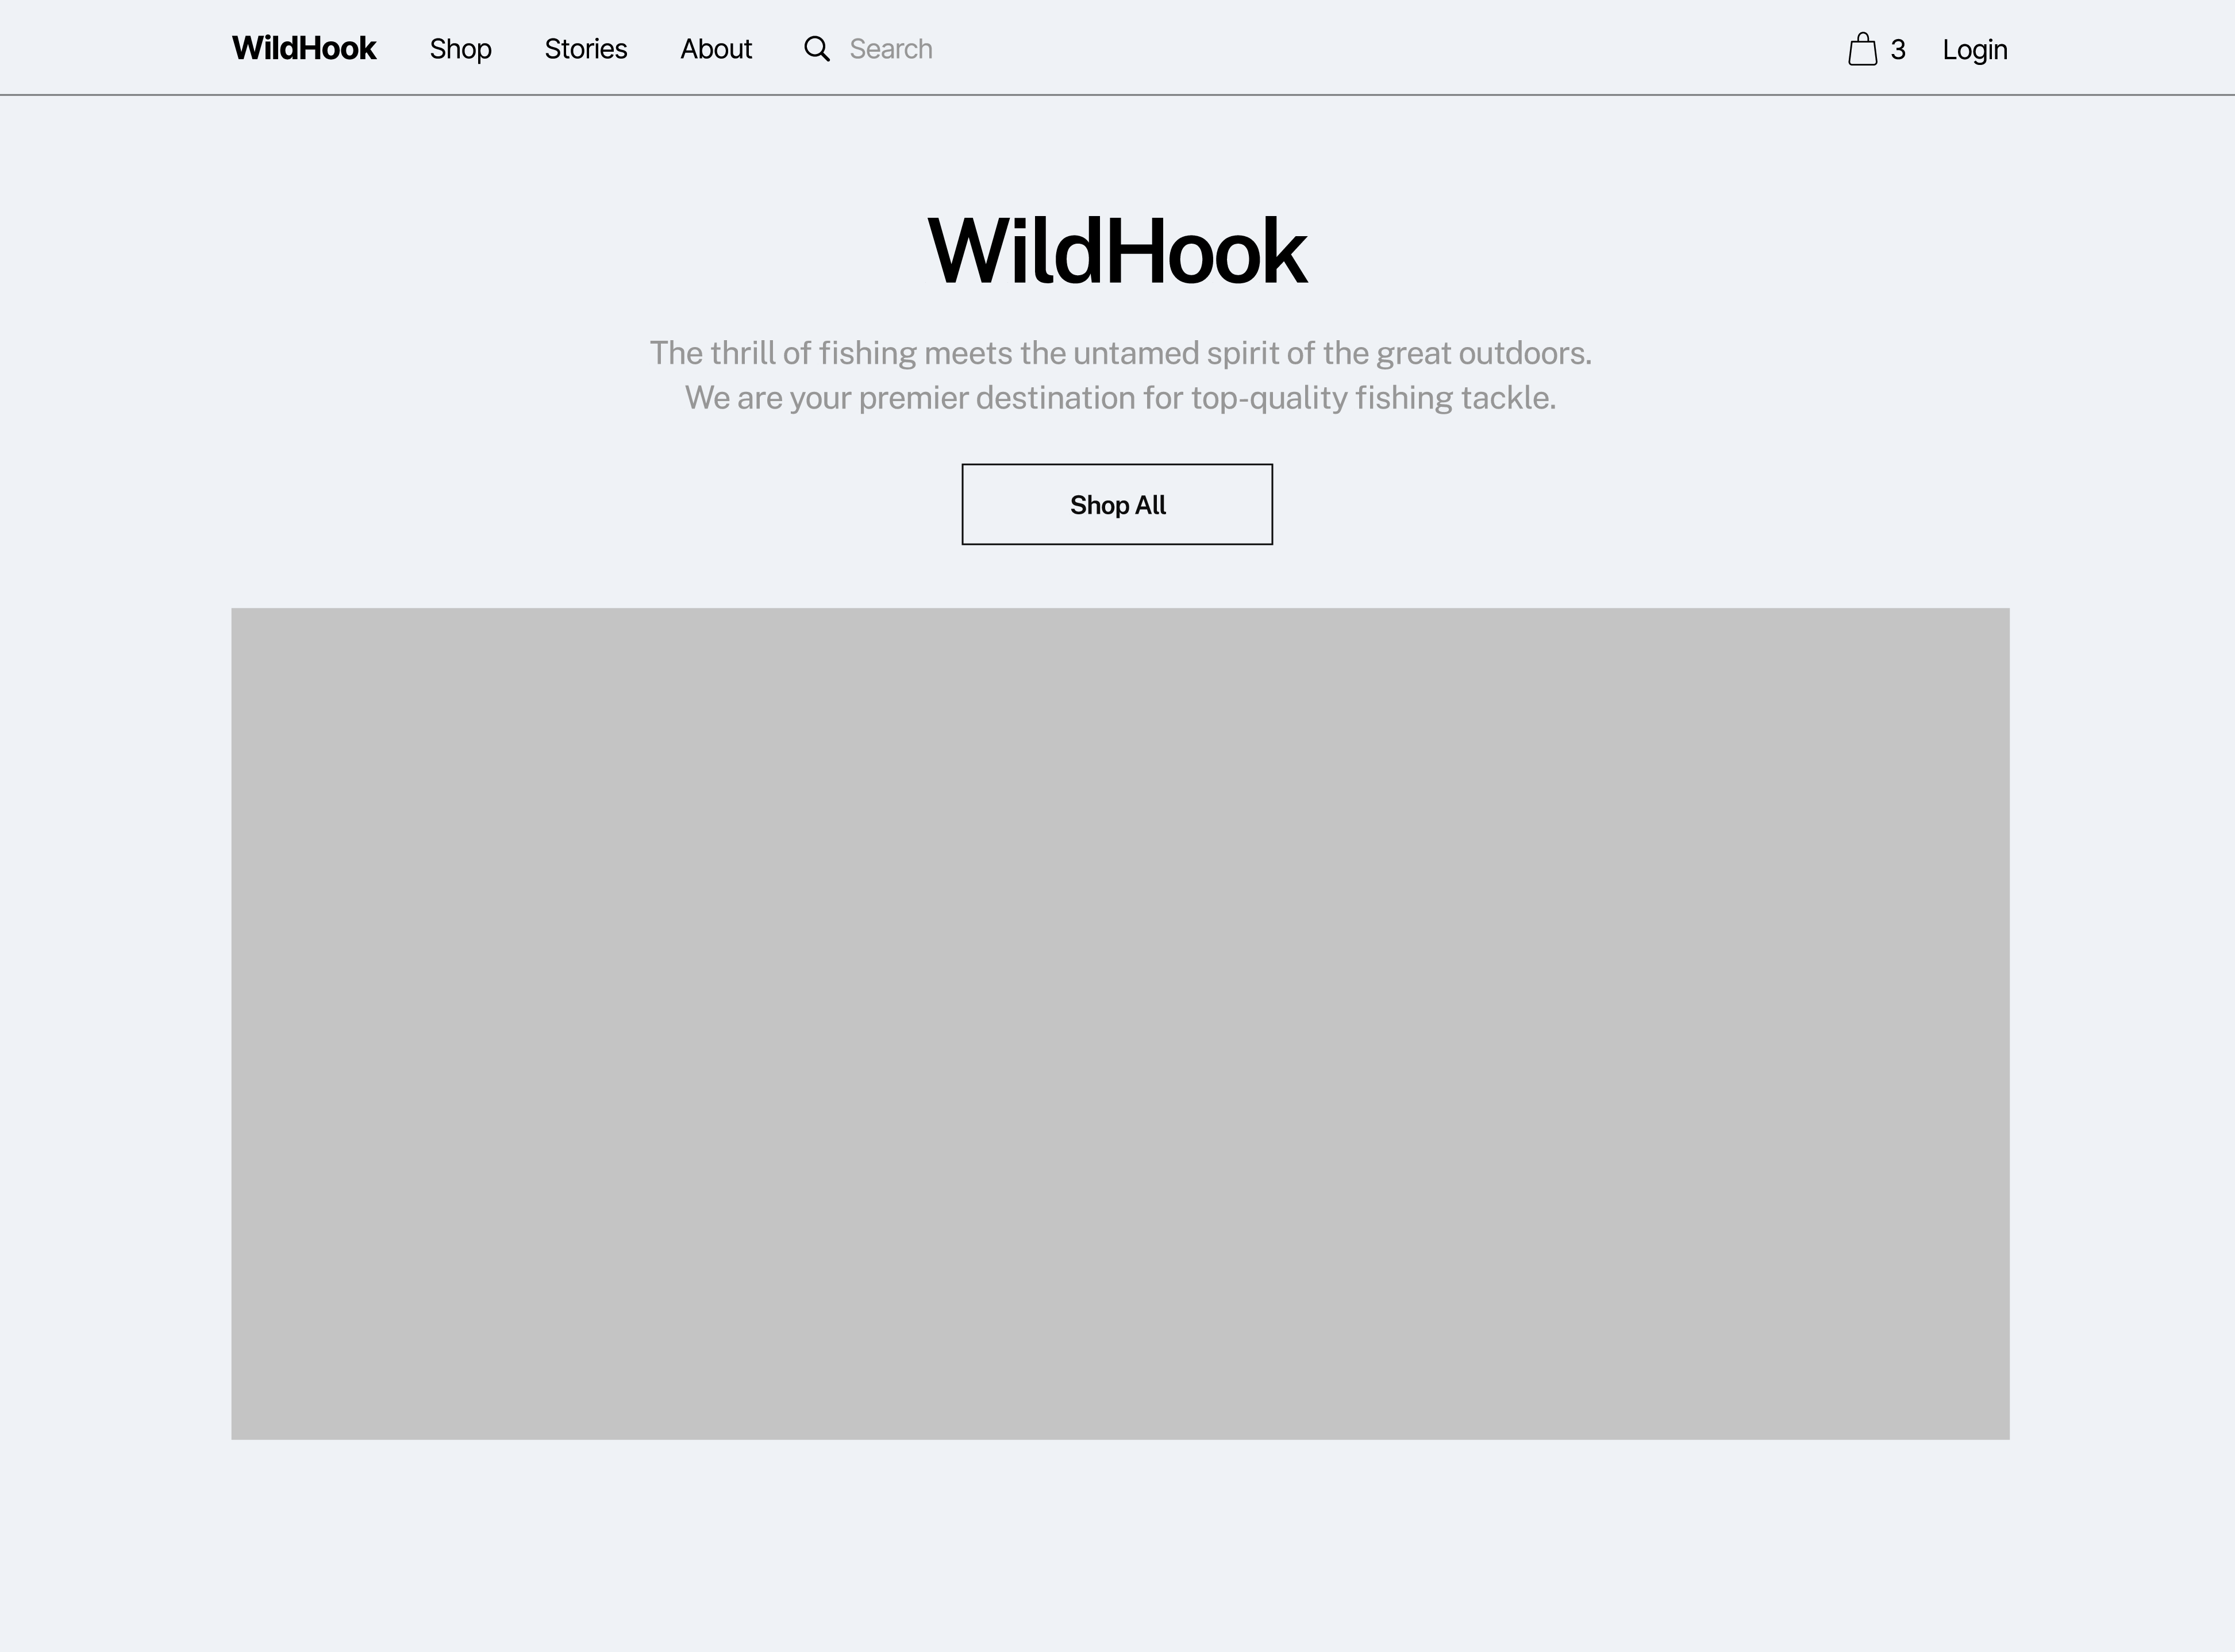 WildHook Shop Stories About Search 3 Login
WildHook
The thrill of fishing meets the untamed spirit of the great outdoors.
We are your premier destination for top-quality fishing tackle.
Shop All